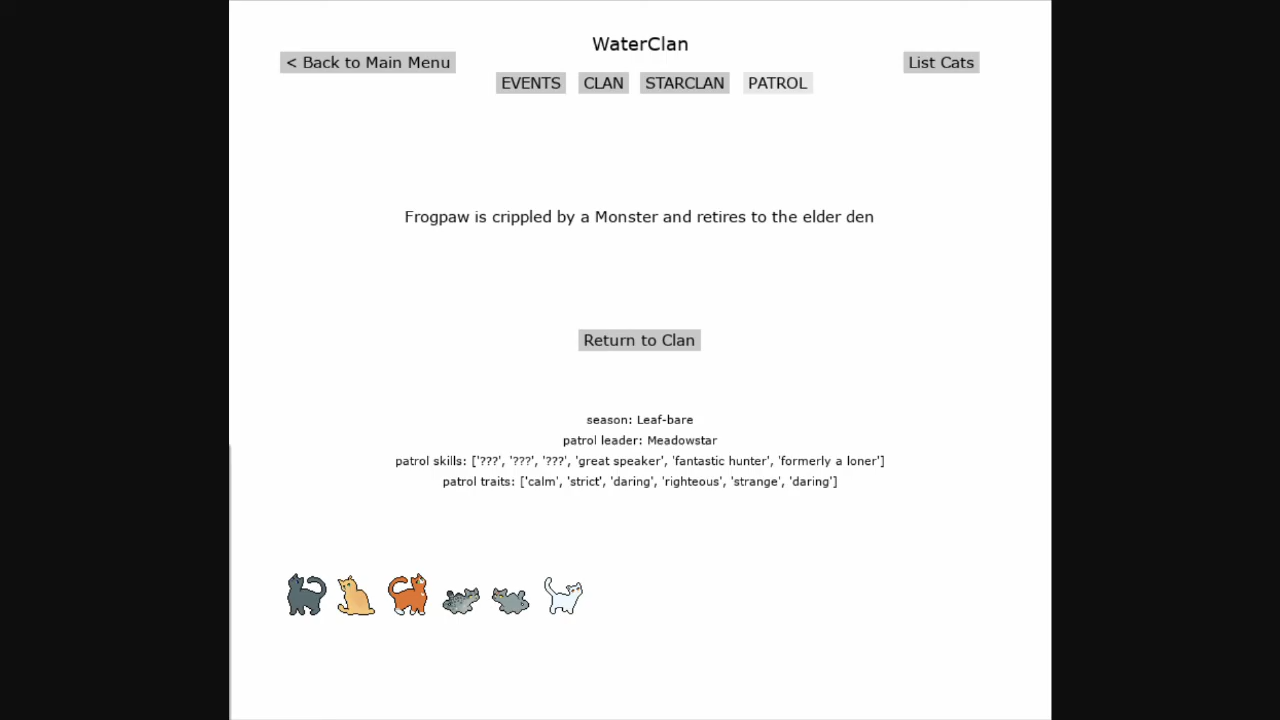 WaterClan
< Back to Main Menu
List Cats
EVENTS CLAN STARCLAN PATROL
Frogpaw is crippled by a Monster and retires to the elder den
Return to Clan
season: Leaf-bare
patrol leader: Meadowstar
patrol skills: ['???', '???', '???', 'great speaker', 'fantastic hunter', 'formerly a loner']
patrol traits: ['calm', 'strict', 'daring', 'righteous', 'strange', 'daring']